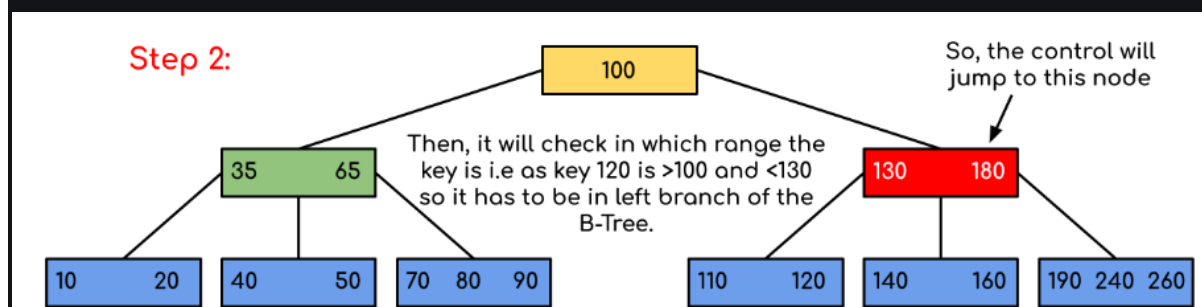 Step 2:
100
So, the control will
jump to this node
Then, it will check in which range the
key is i.e as key 120 is >100 and <130
so it has to be in left branch of the
B-Tree.
35 65
130 180
10 20
40 50
70 80 90
110 120
140 160
190 240 260